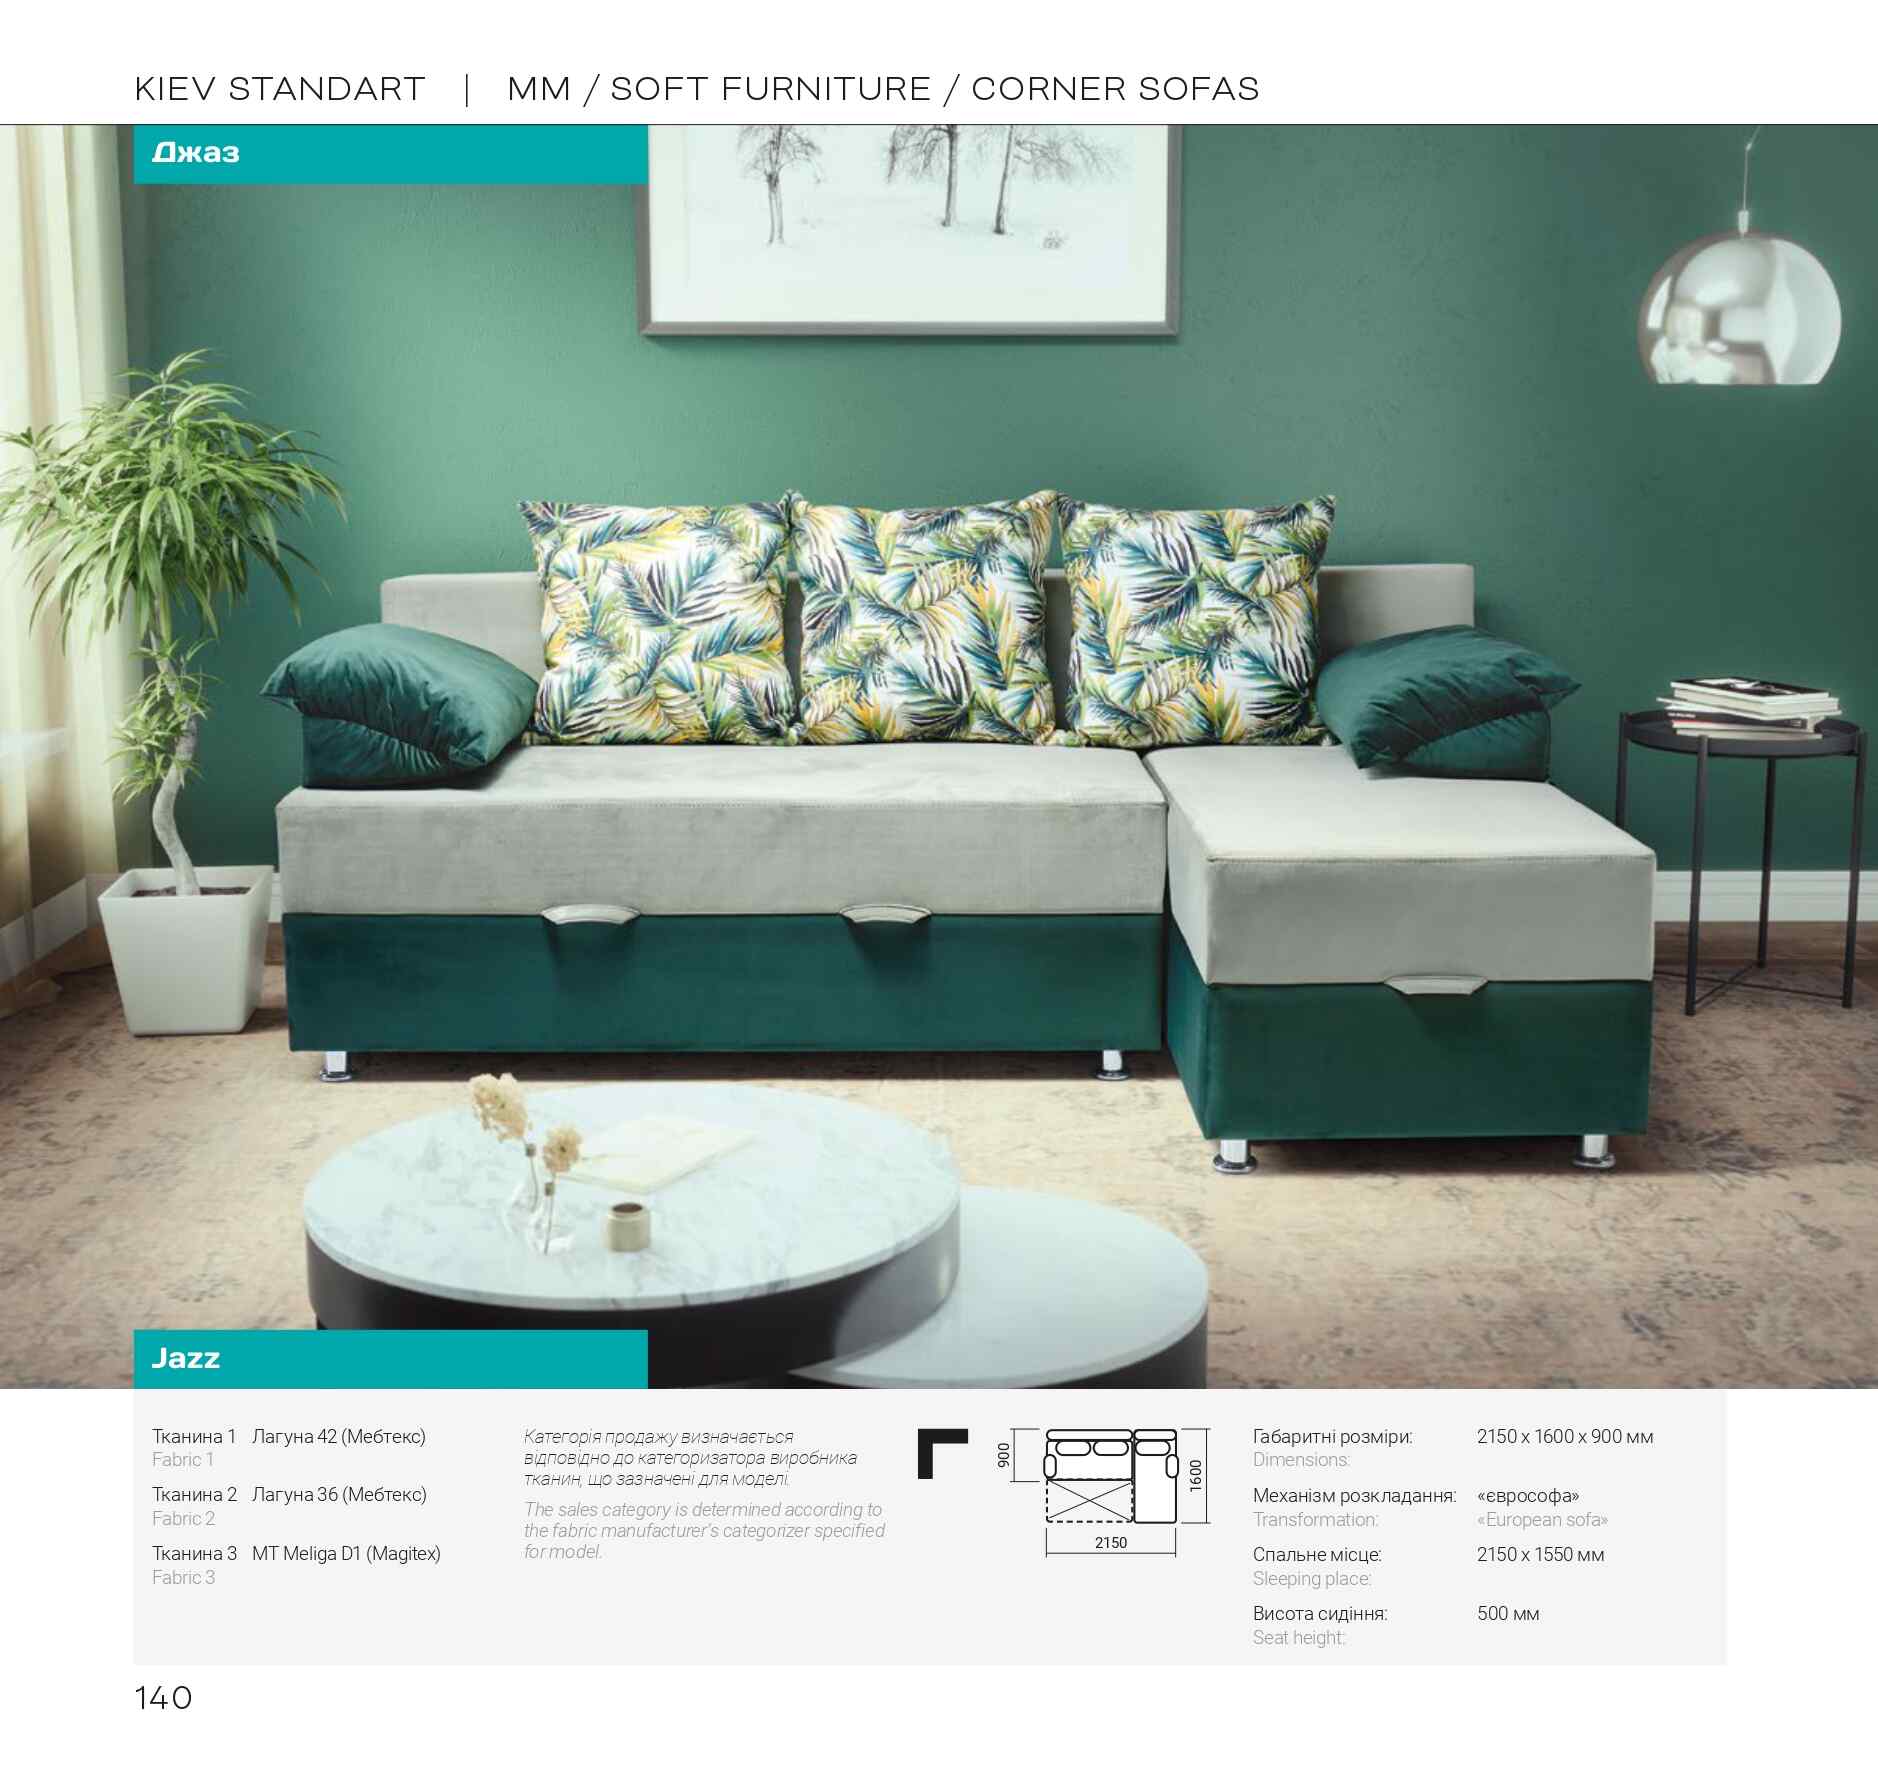 KIEV STANDART | MM / SOFT FURNITURE / CORNER SOFAS
Джаз
Jazz
Тканина 1 Лагуна 42 (Мебтекс)
Fabric 1
Тканина 2 Лагуна 36 (Мебтекс)
Fabric 2
Тканина 3 MT Meliga D1 (Magitex)
Fabric 3
Категорія продажу визначається
відповідно до категоризатора виробника
тканин, що зазначені для моделі.
The sales category is determined according to
the fabric manufacturer's categorizer specified
for model.
900
1600
2150
Габаритні розміри: 2150 x 1600 x 900 мм
Dimensions:
Механізм розкладання: «єврософа»
Transformation: «European sofa»
Спальне місце: 2150 x 1550 мм
Sleeping place:
Висота сидіння: 500 мм
Seat height:
140